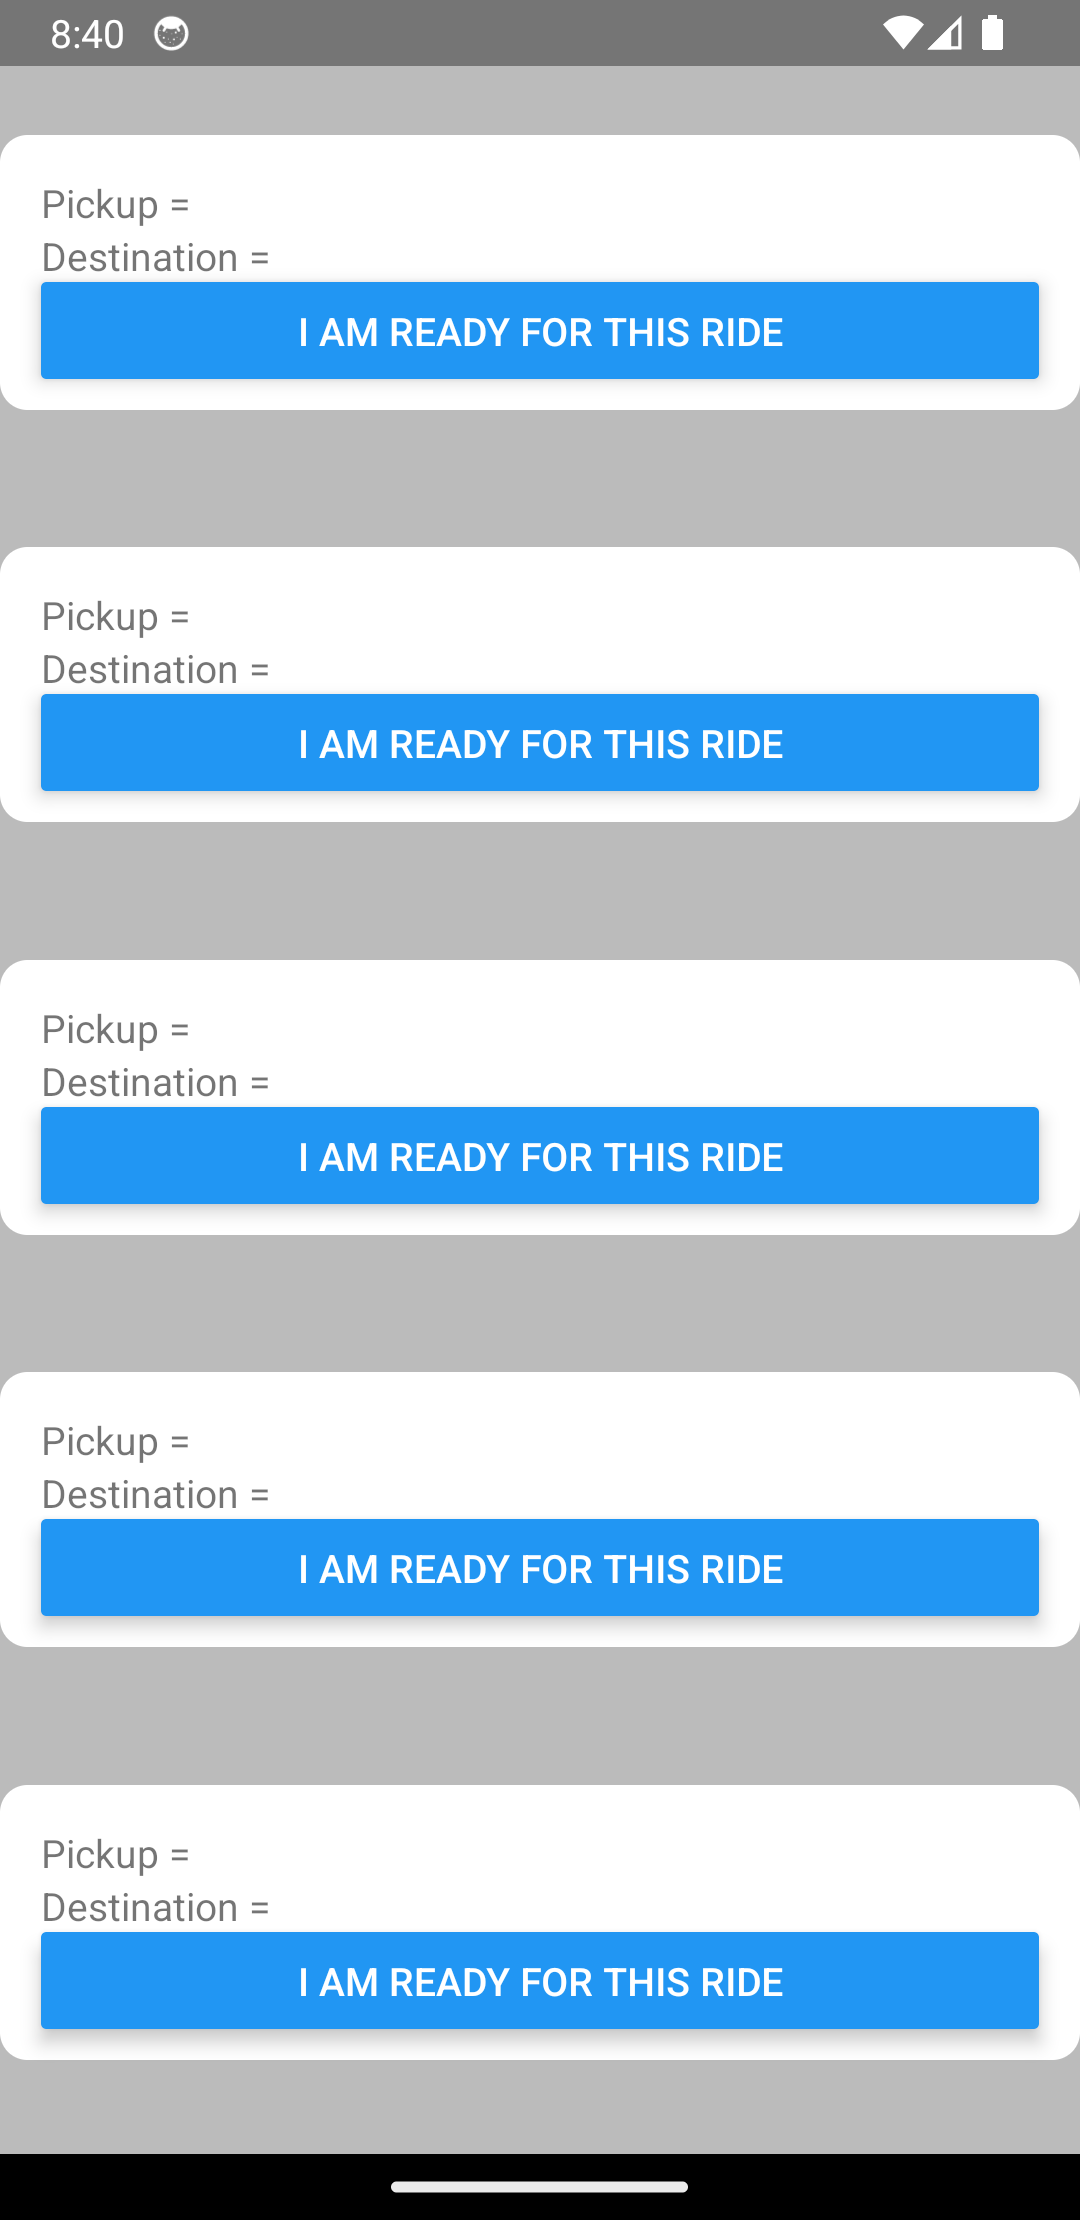 8:40
Pickup =
Destination =
I AM READY FOR THIS RIDE
Pickup =
Destination =
I AM READY FOR THIS RIDE
Pickup =
Destination =
I AM READY FOR THIS RIDE
Pickup =
Destination =
I AM READY FOR THIS RIDE
Pickup =
Destination =
I AM READY FOR THIS RIDE